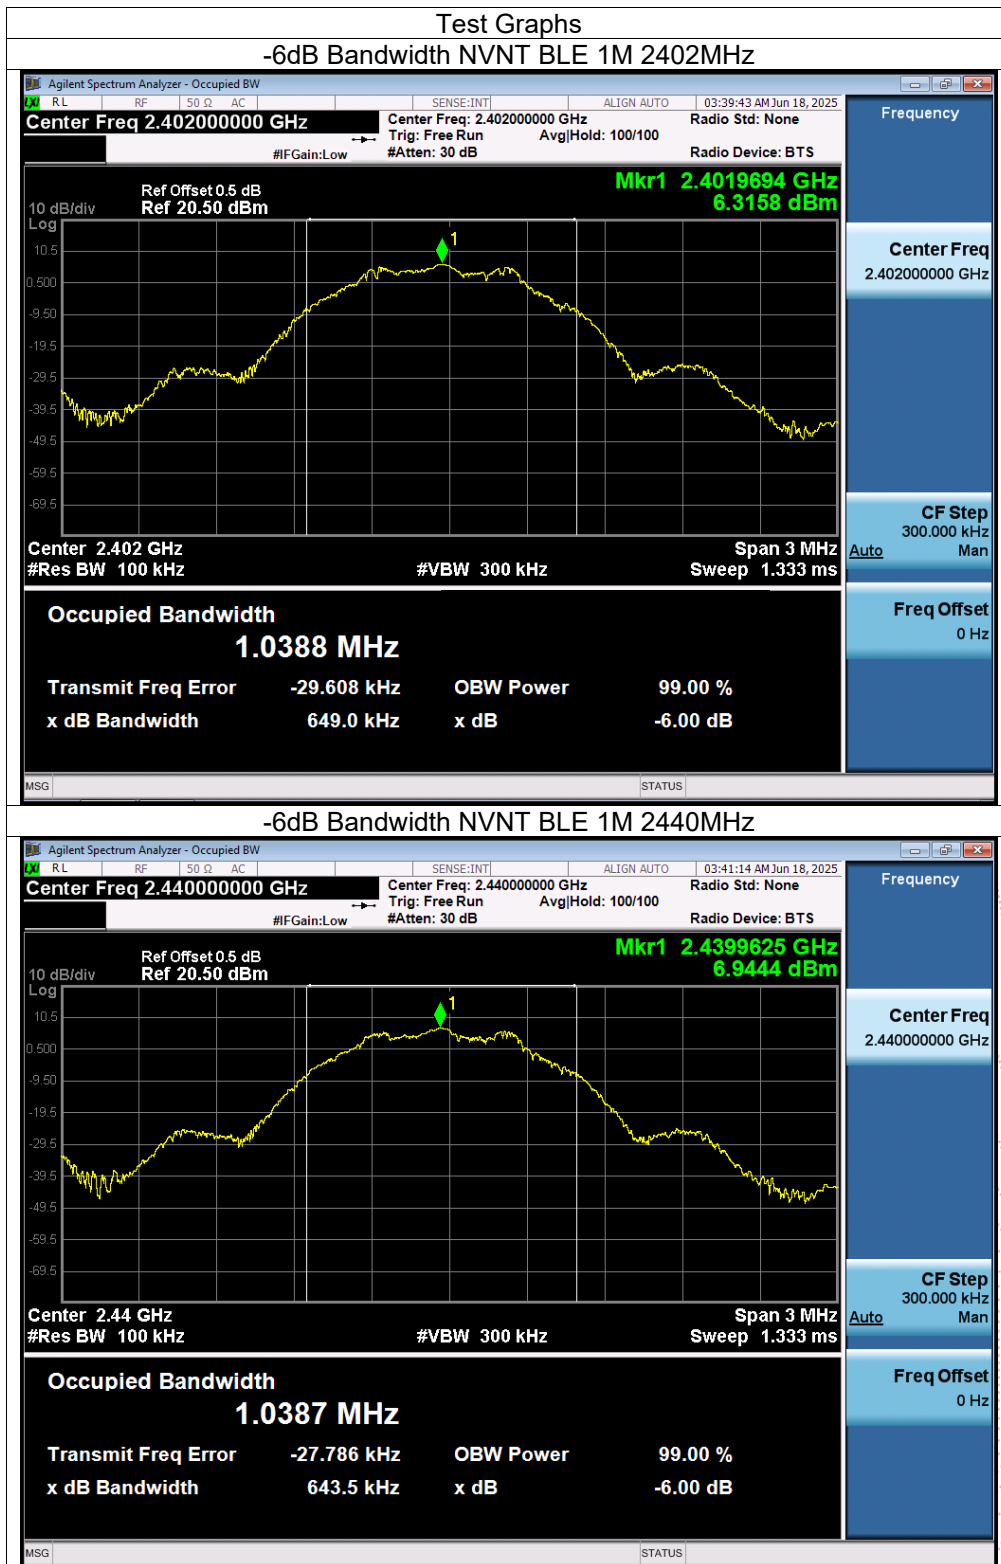 Test Graphs
-6dB Bandwidth NVNT BLE 1M 2402MHz
Agilent Spectrum Analyzer - Occupied BW
LXI RL RF 50 Ω AC SENSE:INT ALIGN AUTO 03:39:43 AM Jun 18, 2025
Center Freq 2.402000000 GHz Center Freq: 2.402000000 GHz Radio Std: None Frequency
Trig: Free Run Avg|Hold: 100/100
#IFGain:Low #Atten: 30 dB Radio Device: BTS
Mkr1 2.4019694 GHz
Ref Offset 0.5 dB 6.3158 dBm
10 dB/div Ref 20.50 dBm
Log
1
10.5
Center Freq
2.402000000 GHz
0.500
-9.50
-19.5
-29.5
-39.5
-49.5
-59.5
-69.5
CF Step
300.000 kHz
Auto Man
Center 2.402 GHz Span 3 MHz
#Res BW 100 kHz #VBW 300 kHz Sweep 1.333 ms
Occupied Bandwidth
1.0388 MHz
Freq Offset
0 Hz
Transmit Freq Error -29.608 kHz OBW Power 99.00 %
x dB Bandwidth 649.0 kHz x dB -6.00 dB
MSG STATUS
-6dB Bandwidth NVNT BLE 1M 2440MHz
Agilent Spectrum Analyzer - Occupied BW
LXI RL RF 50 Ω AC SENSE:INT ALIGN AUTO 03:41:14 AM Jun 18, 2025
Center Freq 2.440000000 GHz Center Freq: 2.440000000 GHz Radio Std: None Frequency
Trig: Free Run Avg|Hold: 100/100
#IFGain:Low #Atten: 30 dB Radio Device: BTS
Mkr1 2.4399625 GHz
Ref Offset 0.5 dB 6.9444 dBm
10 dB/div Ref 20.50 dBm
Log
1
10.5
Center Freq
2.440000000 GHz
0.500
-9.50
-19.5
-29.5
-39.5
-49.5
-59.5
-69.5
CF Step
300.000 kHz
Auto Man
Center 2.44 GHz Span 3 MHz
#Res BW 100 kHz #VBW 300 kHz Sweep 1.333 ms
Occupied Bandwidth
1.0387 MHz
Freq Offset
0 Hz
Transmit Freq Error -27.786 kHz OBW Power 99.00 %
x dB Bandwidth 643.5 kHz x dB -6.00 dB
MSG STATUS